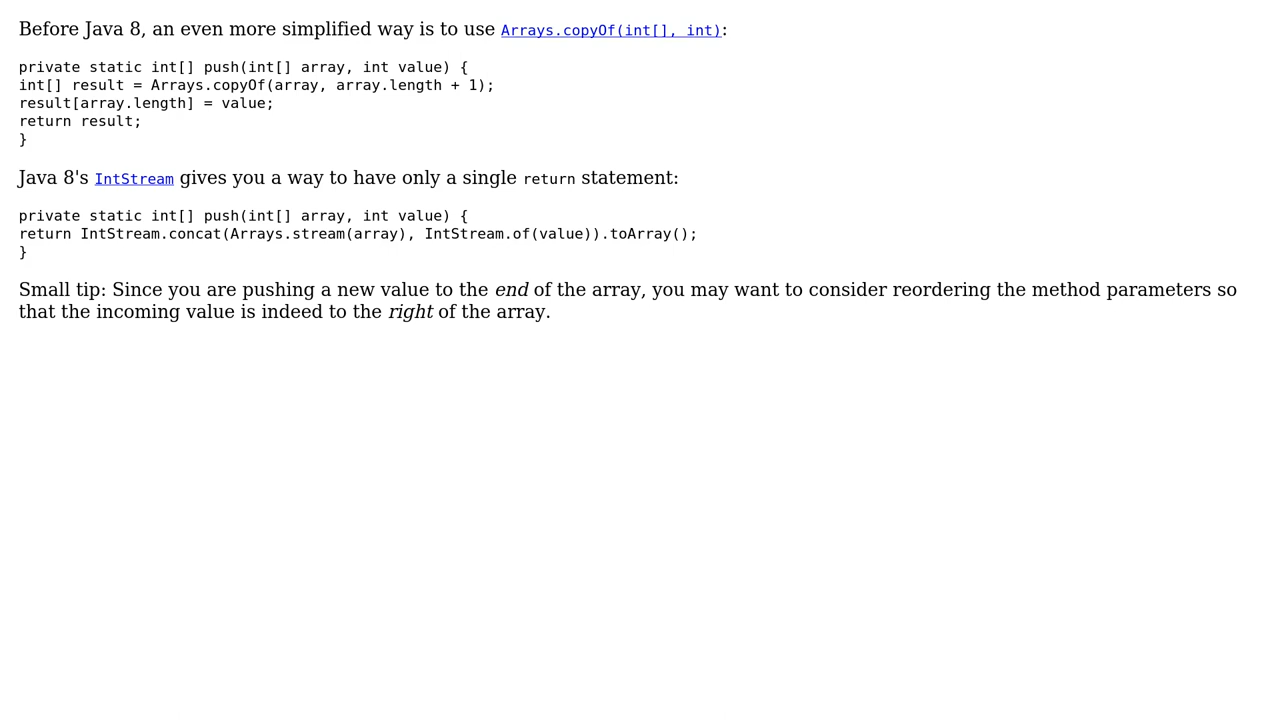 Before Java 8, an even more simplified way is to use Arrays.copyOf(int[], int):
private static int[] push(int[] array, int value) {
int[] result = Arrays.copyOf(array, array.length + 1);
result[array.length] = value;
return result;
}
Java 8's IntStream gives you a way to have only a single return statement:
private static int[] push(int[] array, int value) {
return IntStream.concat(Arrays.stream(array), IntStream.of(value)).toArray();
}
Small tip: Since you are pushing a new value to the end of the array, you may want to consider reordering the method parameters so
that the incoming value is indeed to the right of the array.